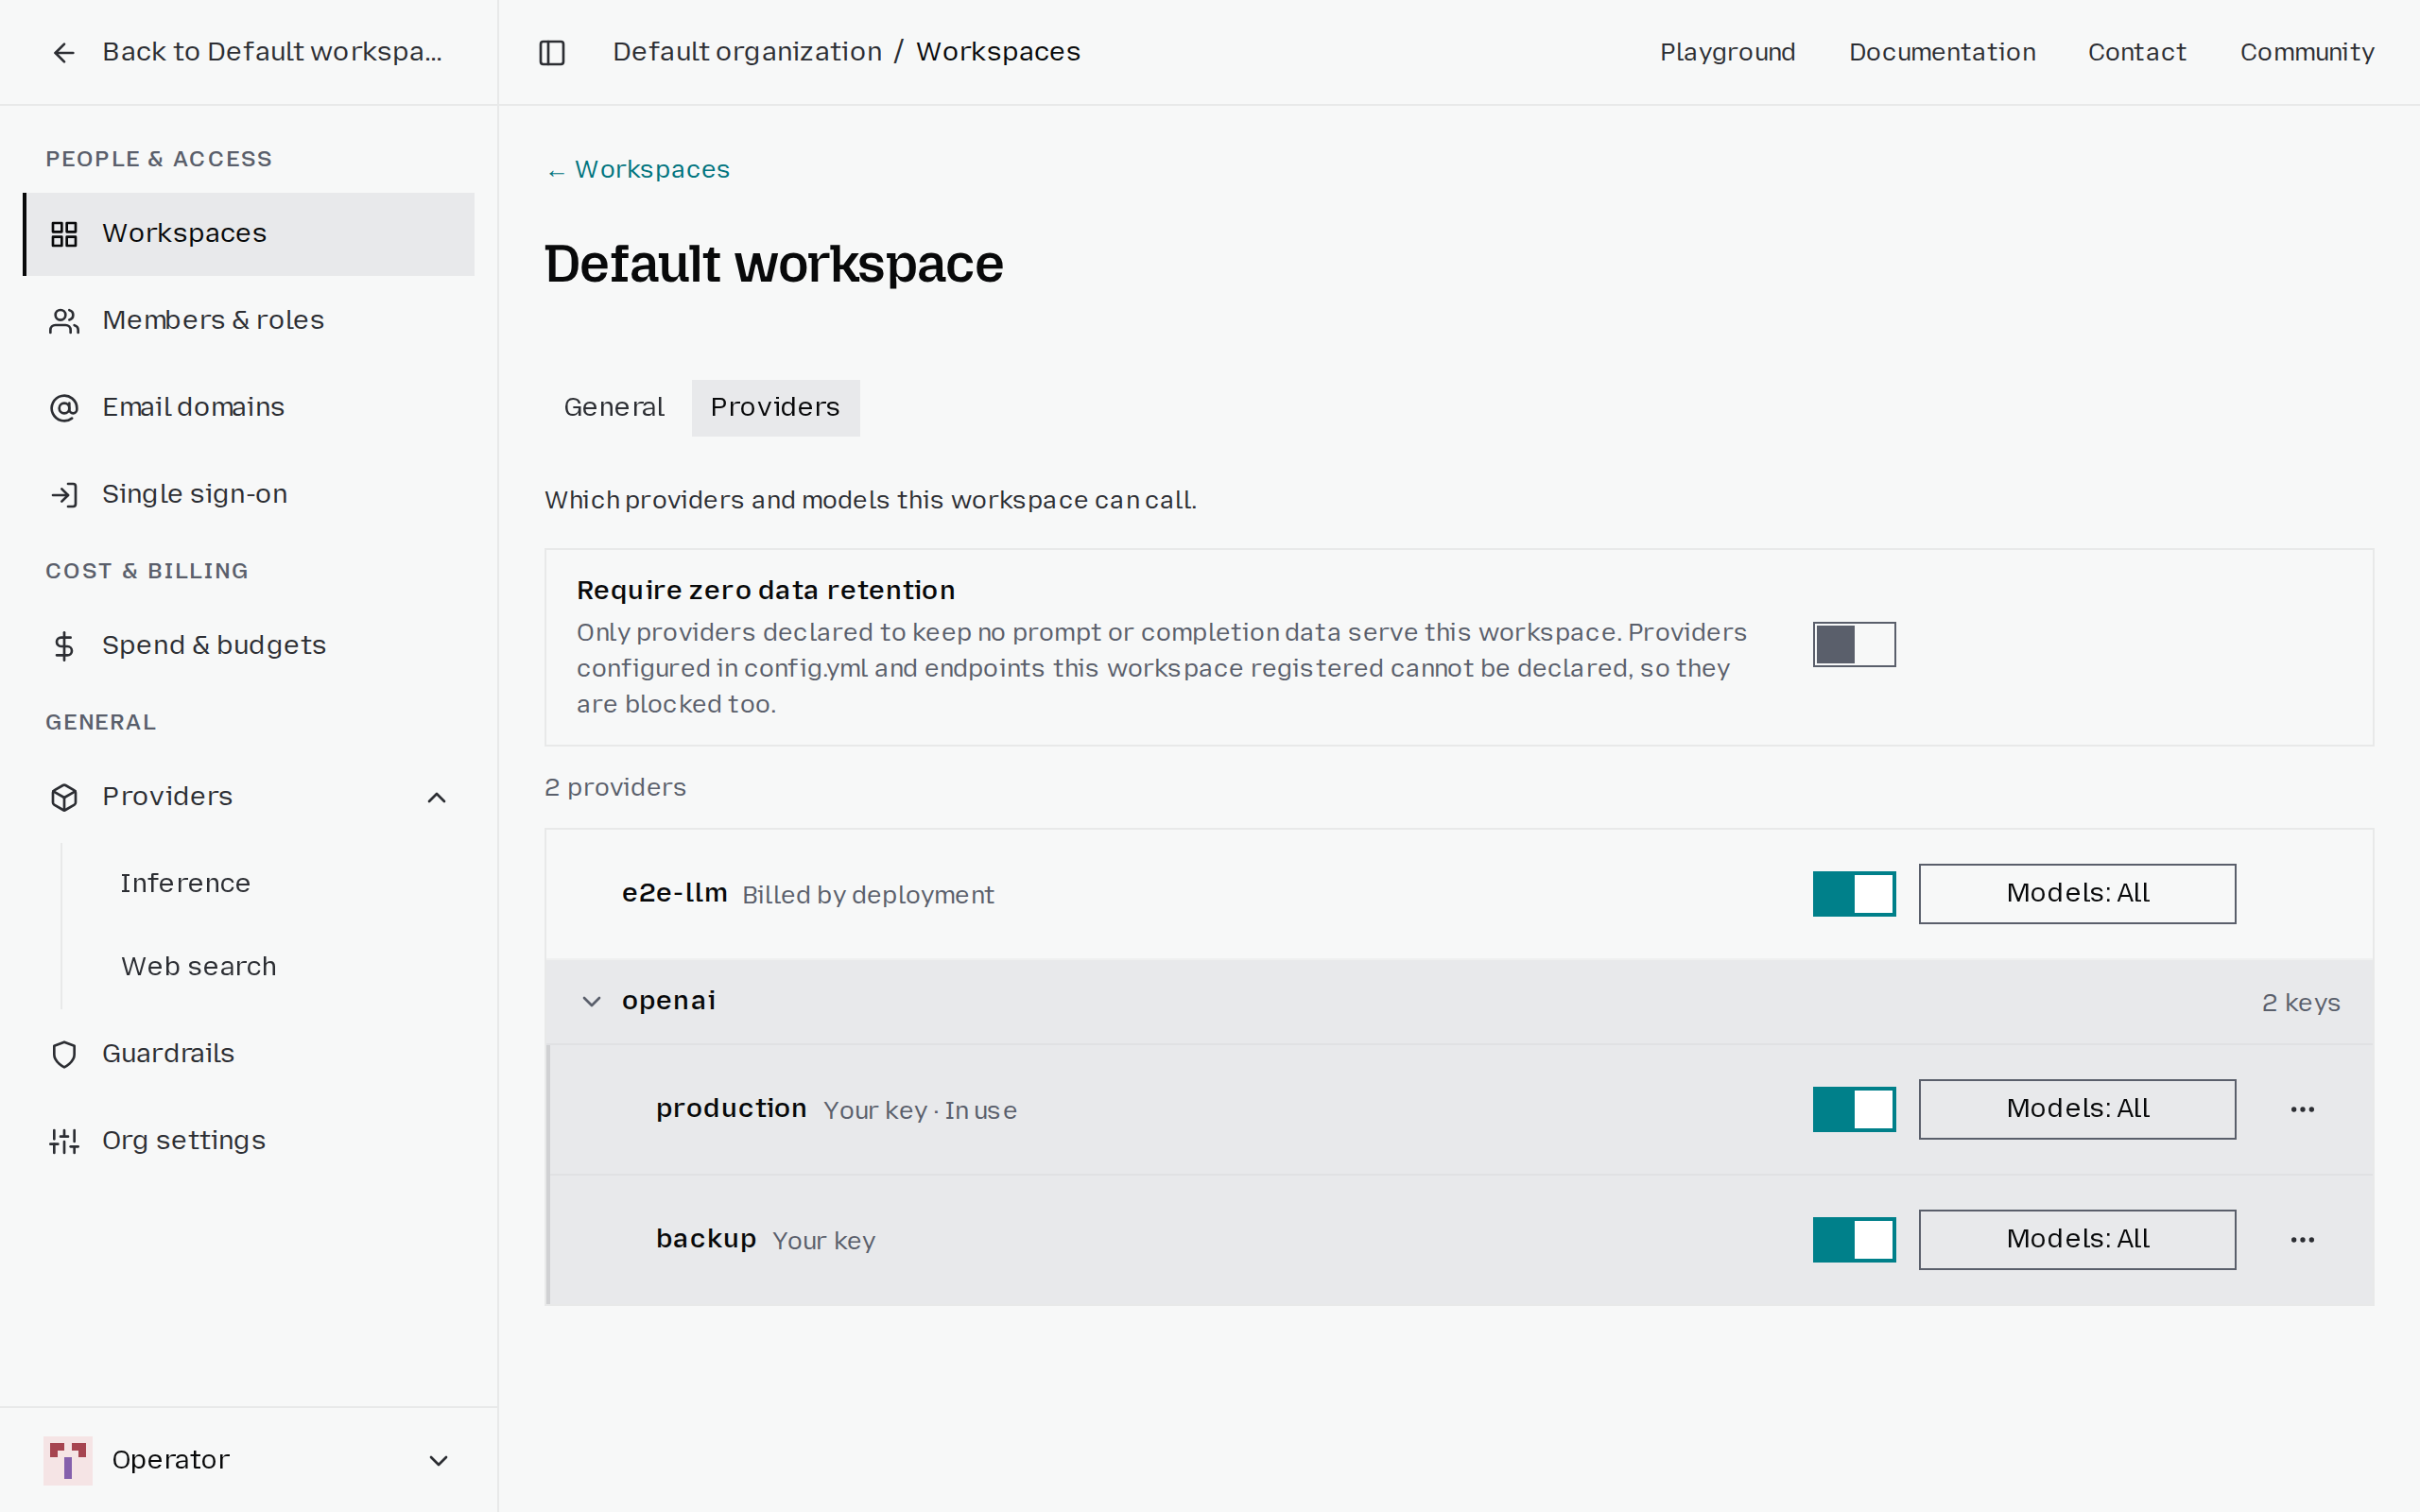 Back to Default workspa...
Default organization / Workspaces
Playground
Documentation
Contact
Community
PEOPLE & ACCESS
Workspaces
Members & roles
Email domains
Single sign-on
COST & BILLING
Spend & budgets
GENERAL
Providers
Inference
Web search
Guardrails
Org settings
Operator
← Workspaces
Default workspace
General
Providers
Which providers and models this workspace can call.
Require zero data retention
Only providers declared to keep no prompt or completion data serve this workspace. Providers
configured in config.yml and endpoints this workspace registered cannot be declared, so they
are blocked too.
2 providers
e2e-llm Billed by deployment
Models: All
openai
2 keys
production Your key · In use
Models: All
backup Your key
Models: All